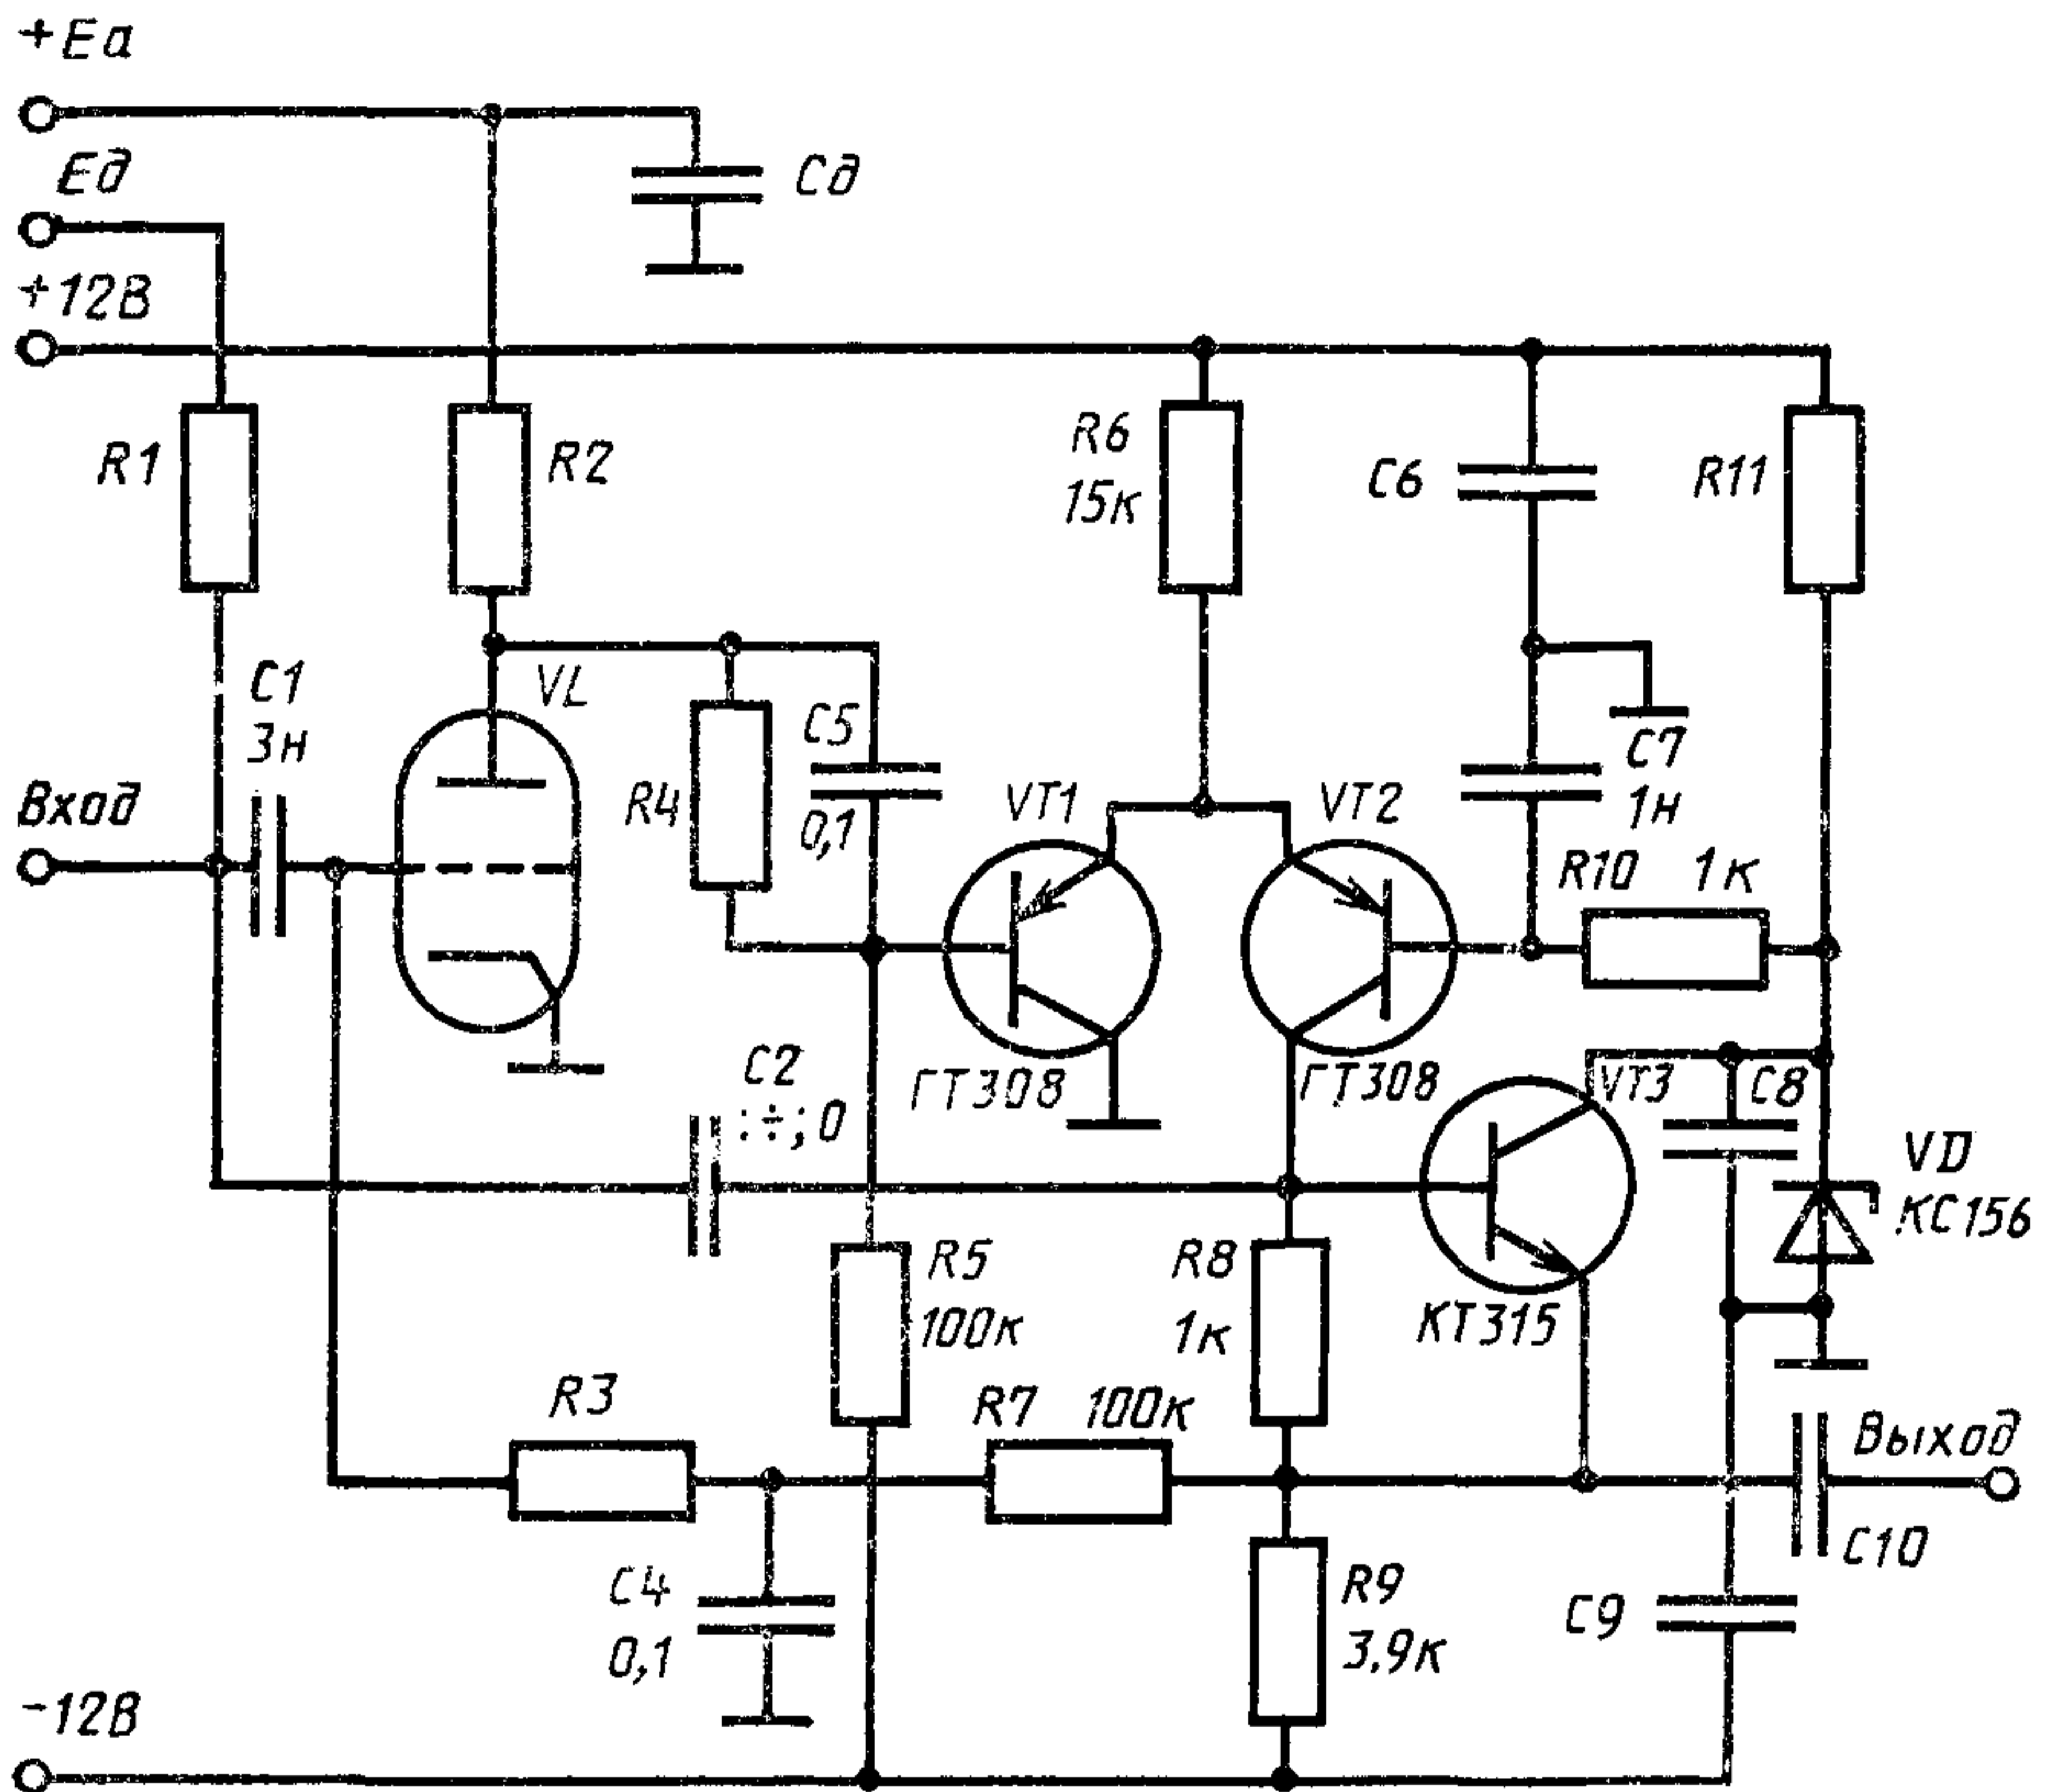 +Eа
Eд
+12В
Cд
R1
R2
R6
15к
C6
R11
C1
3н
VL
C5
0,1
R4
C7
1н
VT1
VT2
Вход
R10 1к
C2
ГТ308
ГТ308
VT3
C8
VD
КС156
R5
100к
R8
1к
КТ315
R3
R7 100к
Выход
C4
0,1
R9
3,9к
C9
C10
-12В